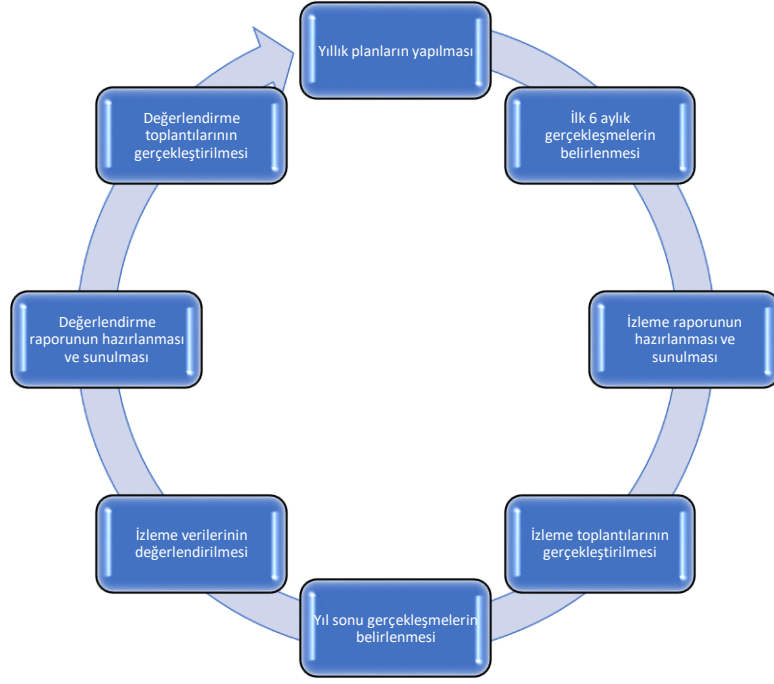 Yıllık planların yapılması
İlk 6 aylık
gerçekleşmelerin
belirlenmesi
İzleme raporunun
hazırlanması ve
sunulması
İzleme toplantılarının
gerçekleştirilmesi
Yıl sonu gerçekleşmelerin
belirlenmesi
İzleme verilerinin
değerlendirilmesi
Değerlendirme
raporunun hazırlanması
ve sunulması
Değerlendirme
toplantılarının
gerçekleştirilmesi